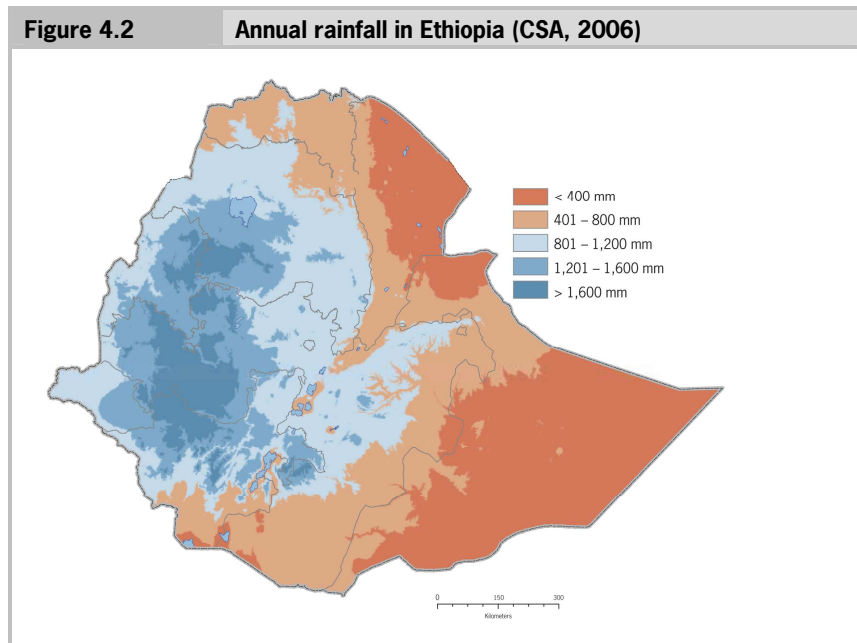 Figure 4.2 Annual rainfall in Ethiopia (CSA, 2006)
< 400 mm
401 – 800 mm
801 – 1,200 mm
1,201 – 1,600 mm
> 1,600 mm
0 150 300
Kilometers